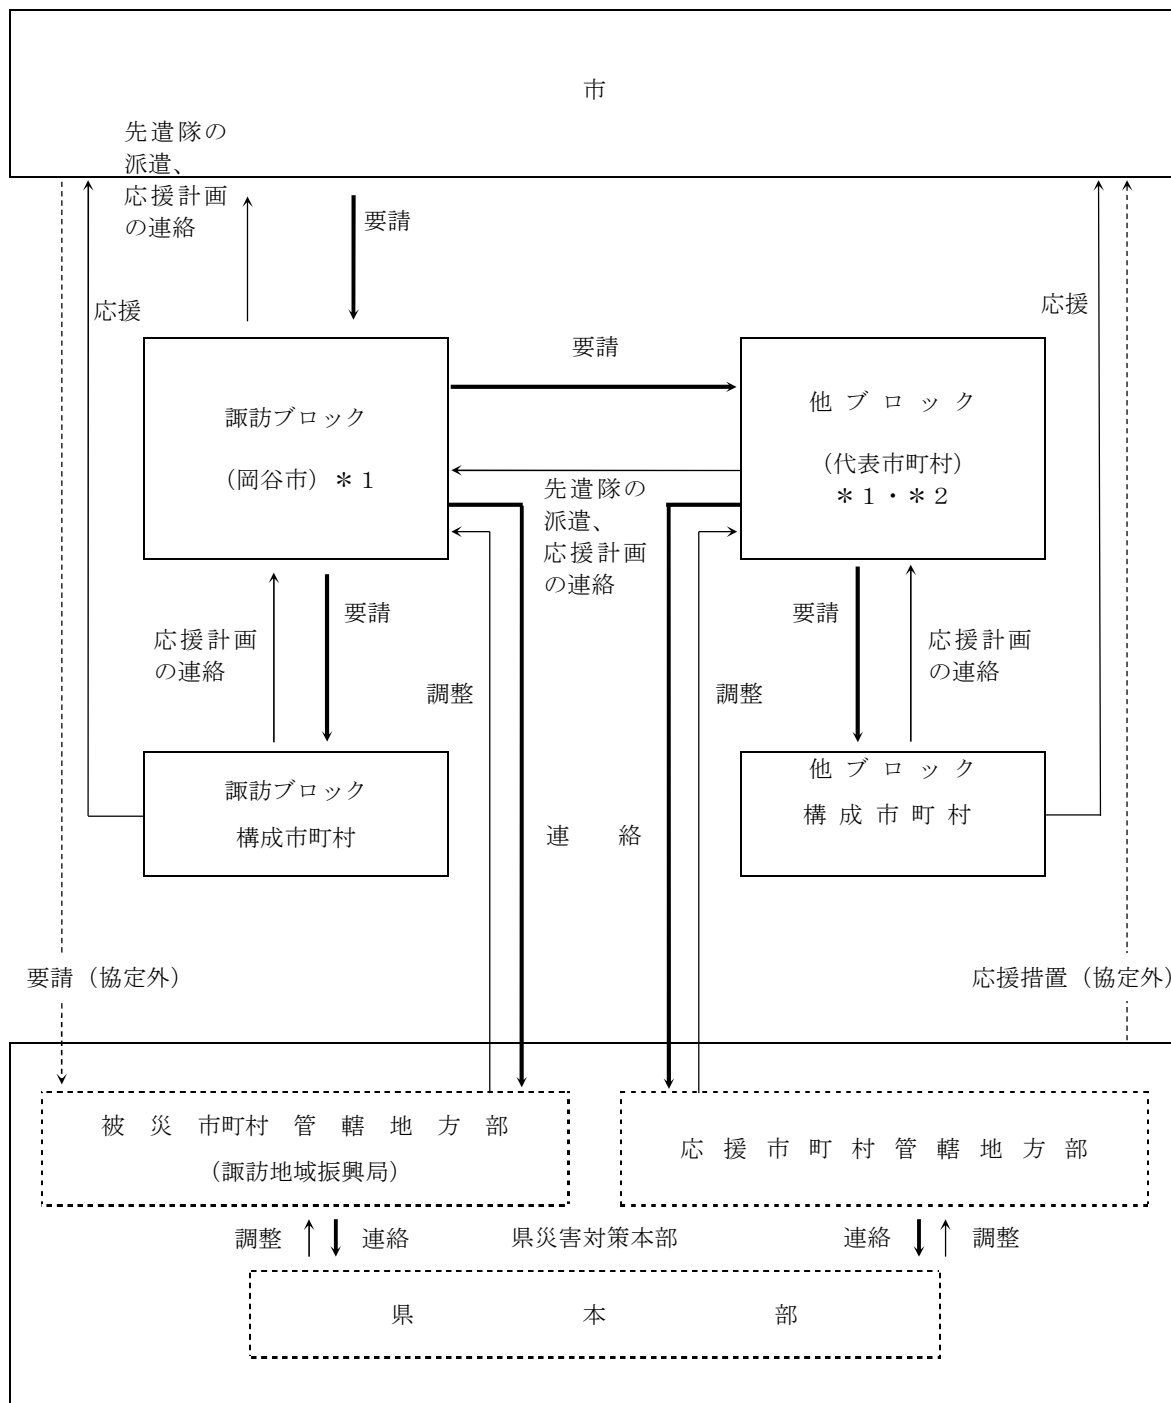 市
先遣隊の
派遣、
応援計画
の連絡
要請
応援
応援
要請
諏訪ブロック
(岡谷市)＊１
他ブロック
(代表市町村)
＊１・＊２
先遣隊の
派遣、
応援計画
の連絡
要請
応援計画
の連絡
要請
応援計画
の連絡
調整
調整
諏訪ブロック
構成市町村
他ブロック
構成市町村
連絡
要請(協定外)
応援措置(協定外)
被災市町村管轄地方部
(諏訪地域振興局)
応援市町村管轄地方部
調整
連絡
県災害対策本部
連絡
調整
県本部